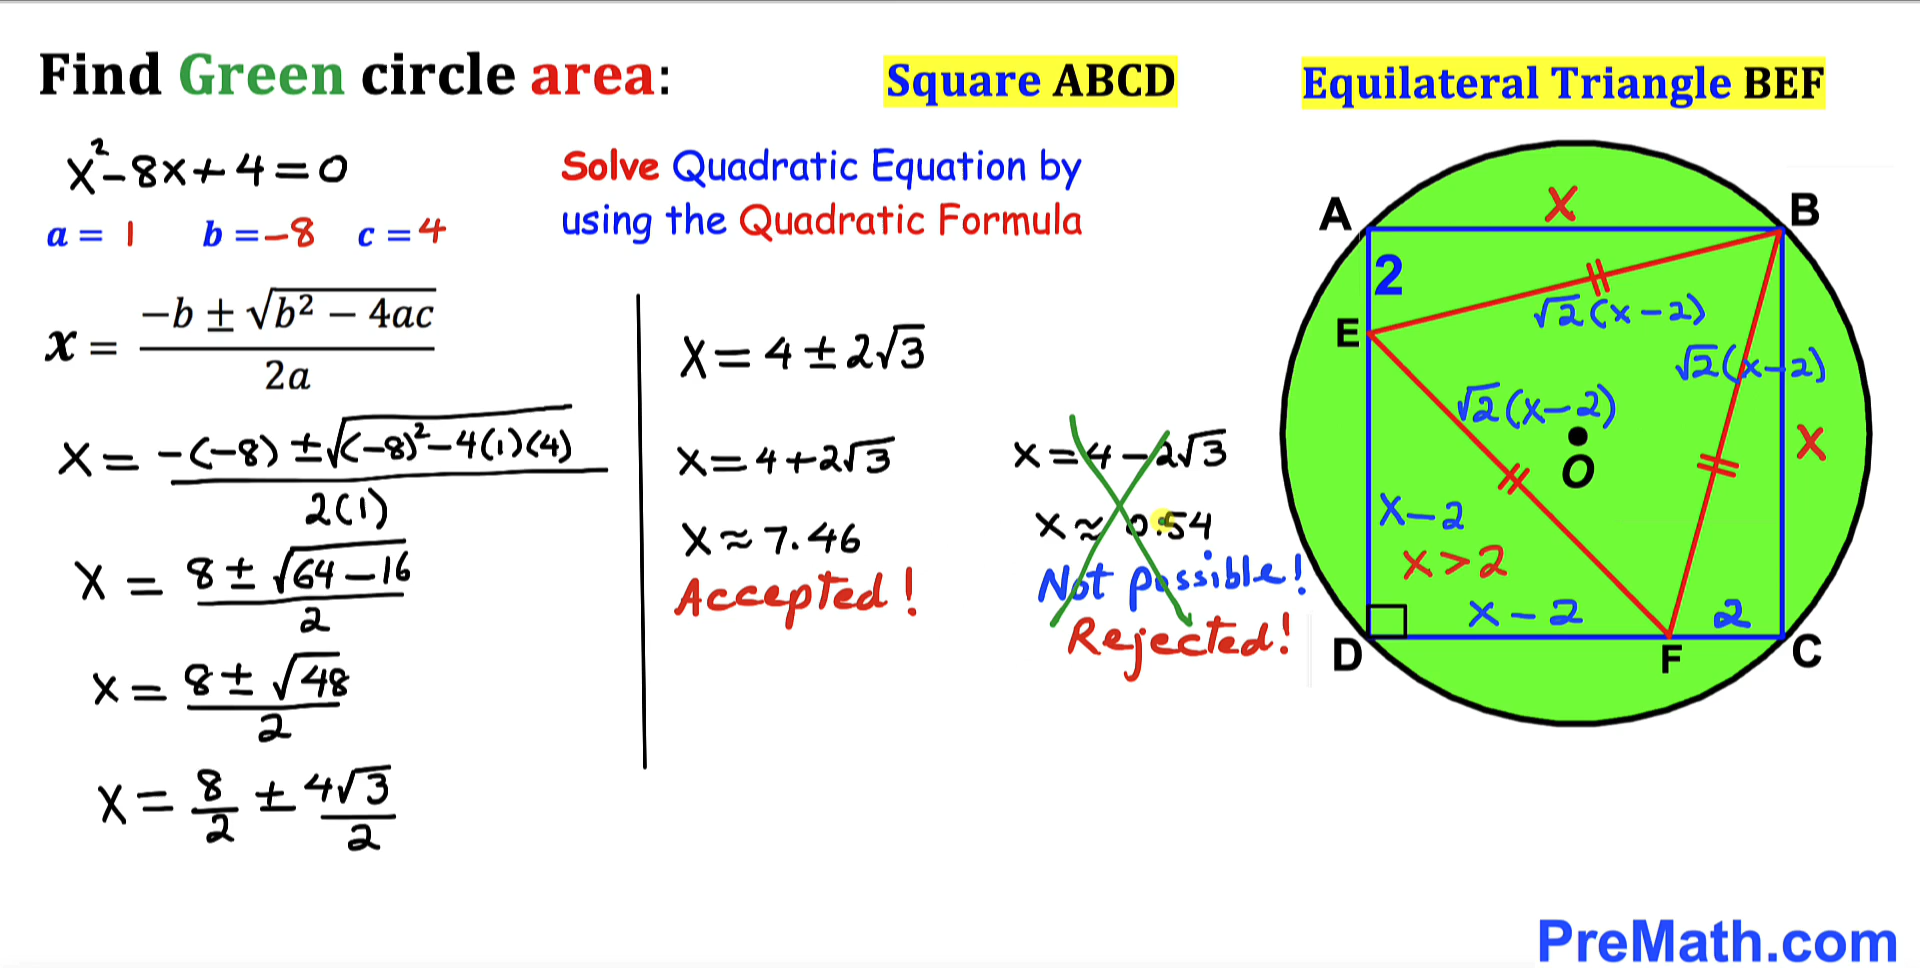 Find Green circle area:
Square ABCD
Equilateral Triangle BEF
x² - 8x + 4 = 0
a = 1 b = -8 c = 4
Solve Quadratic Equation by
using the Quadratic Formula
x = (-b ± √(b² − 4ac)) / 2a
x = (-(-8) ± √((-8)² - 4(1)(4))) / 2(1)
x = (8 ± √(64 - 16)) / 2
x = (8 ± √48) / 2
x = 8/2 ± 4√3/2
x = 4 ± 2√3
x = 4 + 2√3
x ≈ 7.46
Accepted!
x = 4 - 2√3
x ≈ 0.54
Not possible!
Rejected!
A
x
B
2
E
√2(x - 2)
√2(x - 2)
√2(x - 2)
O
x
x - 2
x > 2
x - 2
2
D
F
C
PreMath.com